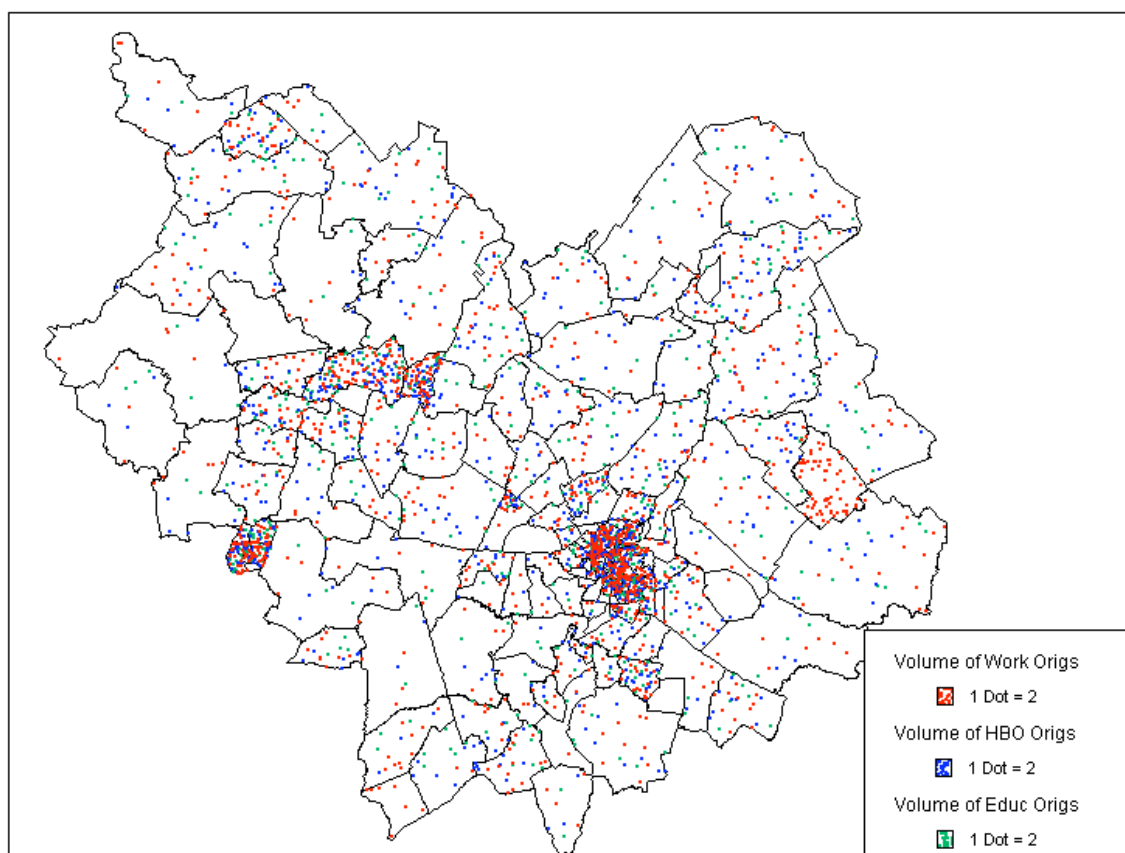 Volume of Work Origs
1 Dot = 2
Volume of HBO Origs
1 Dot = 2
Volume of Educ Origs
1 Dot = 2